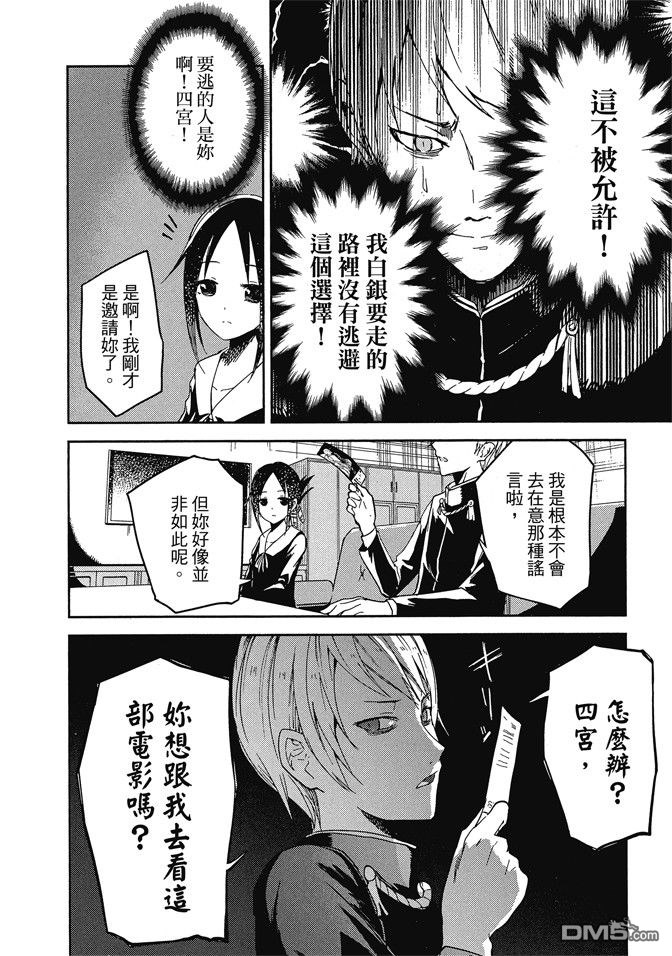 這不被允許！
我白銀要走的
路裡沒有逃避
這個選擇！
要逃的人是妳
啊！四宮！
是啊！我剛才
是邀請妳了。
我是根本不會
去在意那種謠
言啦，
但妳好像並
非如此呢。
怎麼辦？
四宮，
妳想跟我去看這
部電影嗎？
DM5.com